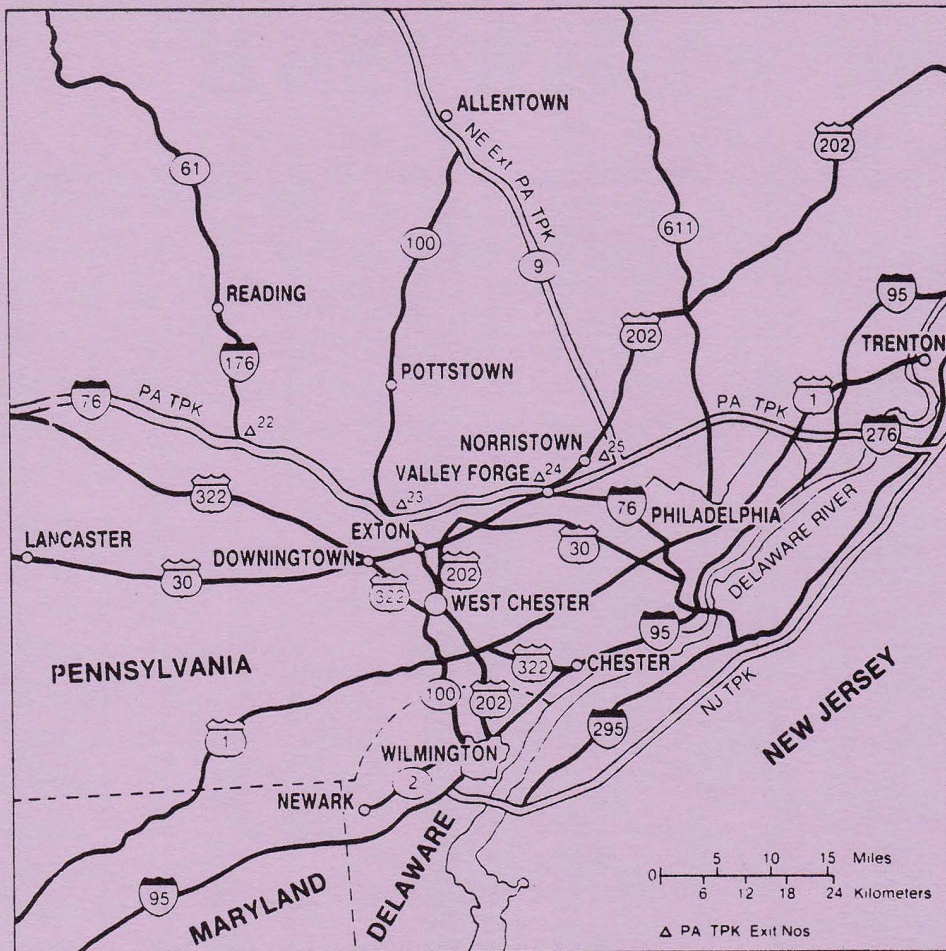 ALLENTOWN
NE Ext PA TPK
202
61
611
100
9
READING
95
202
TRENTON
176
POTTSTOWN
76
PA TPK
1
PA TPK
22
NORRISTOWN
25
276
VALLEY FORGE
24
322
23
76
PHILADELPHIA
EXTON
30
LANCASTER
DOWNINGTOWN
202
DELAWARE RIVER
30
322
WEST CHESTER
95
PENNSYLVANIA
322
CHESTER
100
202
NJ TPK
NEW JERSEY
1
295
WILMINGTON
2
NEWARK
DELAWARE
MARYLAND
95
5 10 15 Miles
0
6 12 18 24 Kilometers
△ PA TPK Exit Nos